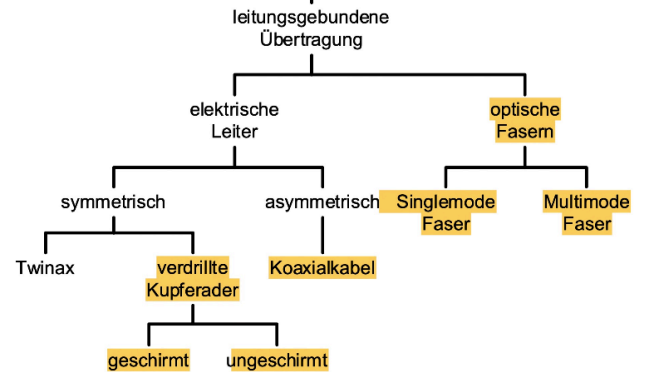 leitungsgebundene
Übertragung
elektrische
Leiter
optische
Fasern
symmetrisch
asymmetrisch
Singlemode
Faser
Multimode
Faser
Twinax
verdrillte
Kupferader
Koaxialkabel
geschirmt
ungeschirmt